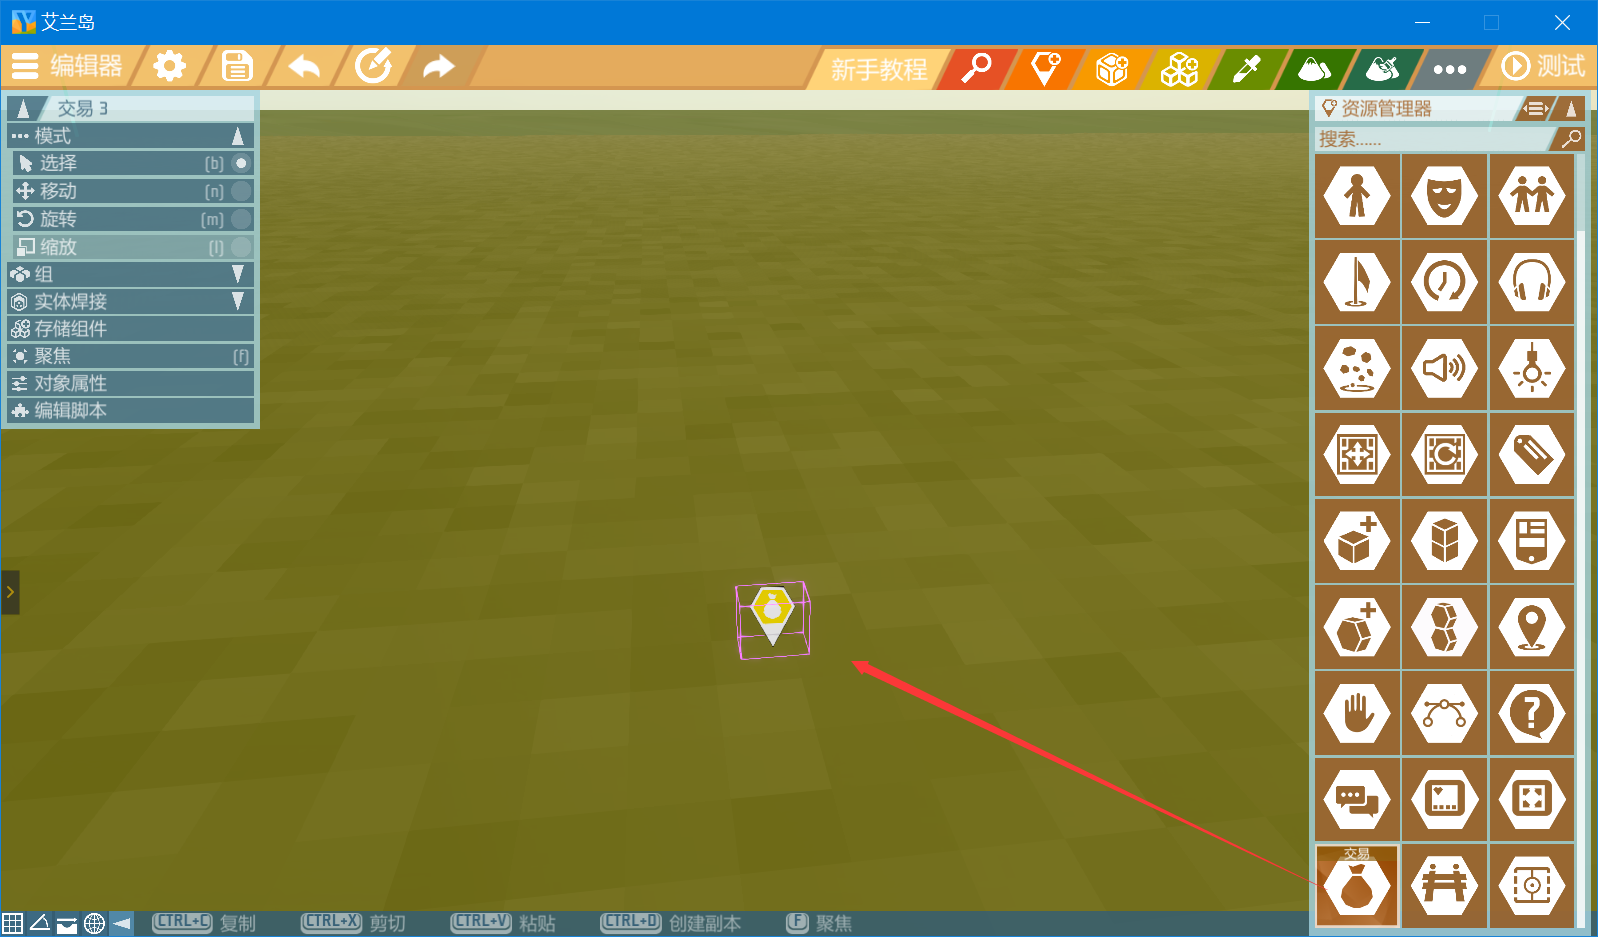 艾兰岛
编辑器
新手教程
测试
交易 3
模式
选择 (b)
移动 (n)
旋转 (m)
缩放 (l)
组
实体焊接
存储组件
聚焦 (f)
对象属性
编辑脚本
资源管理器
搜索......
交易
CTRL+C 复制
CTRL+X 剪切
CTRL+V 粘贴
CTRL+D 创建副本
F 聚焦